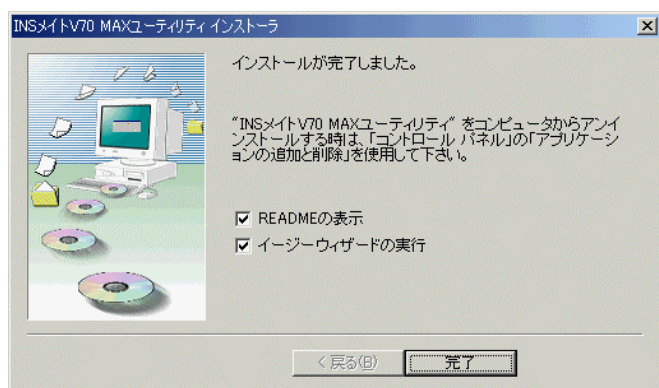 INSメイトV70 MAXユーティリティ インストーラ
インストールが完了しました。
“INSメイトV70 MAXユーティリティ” をコンピュータからアンイ
ンストールする時は、「コントロール パネル」の「アプリケーシ
ョンの追加と削除」を使用して下さい。
READMEの表示
イージーウィザードの実行
< 戻る(B)
完了